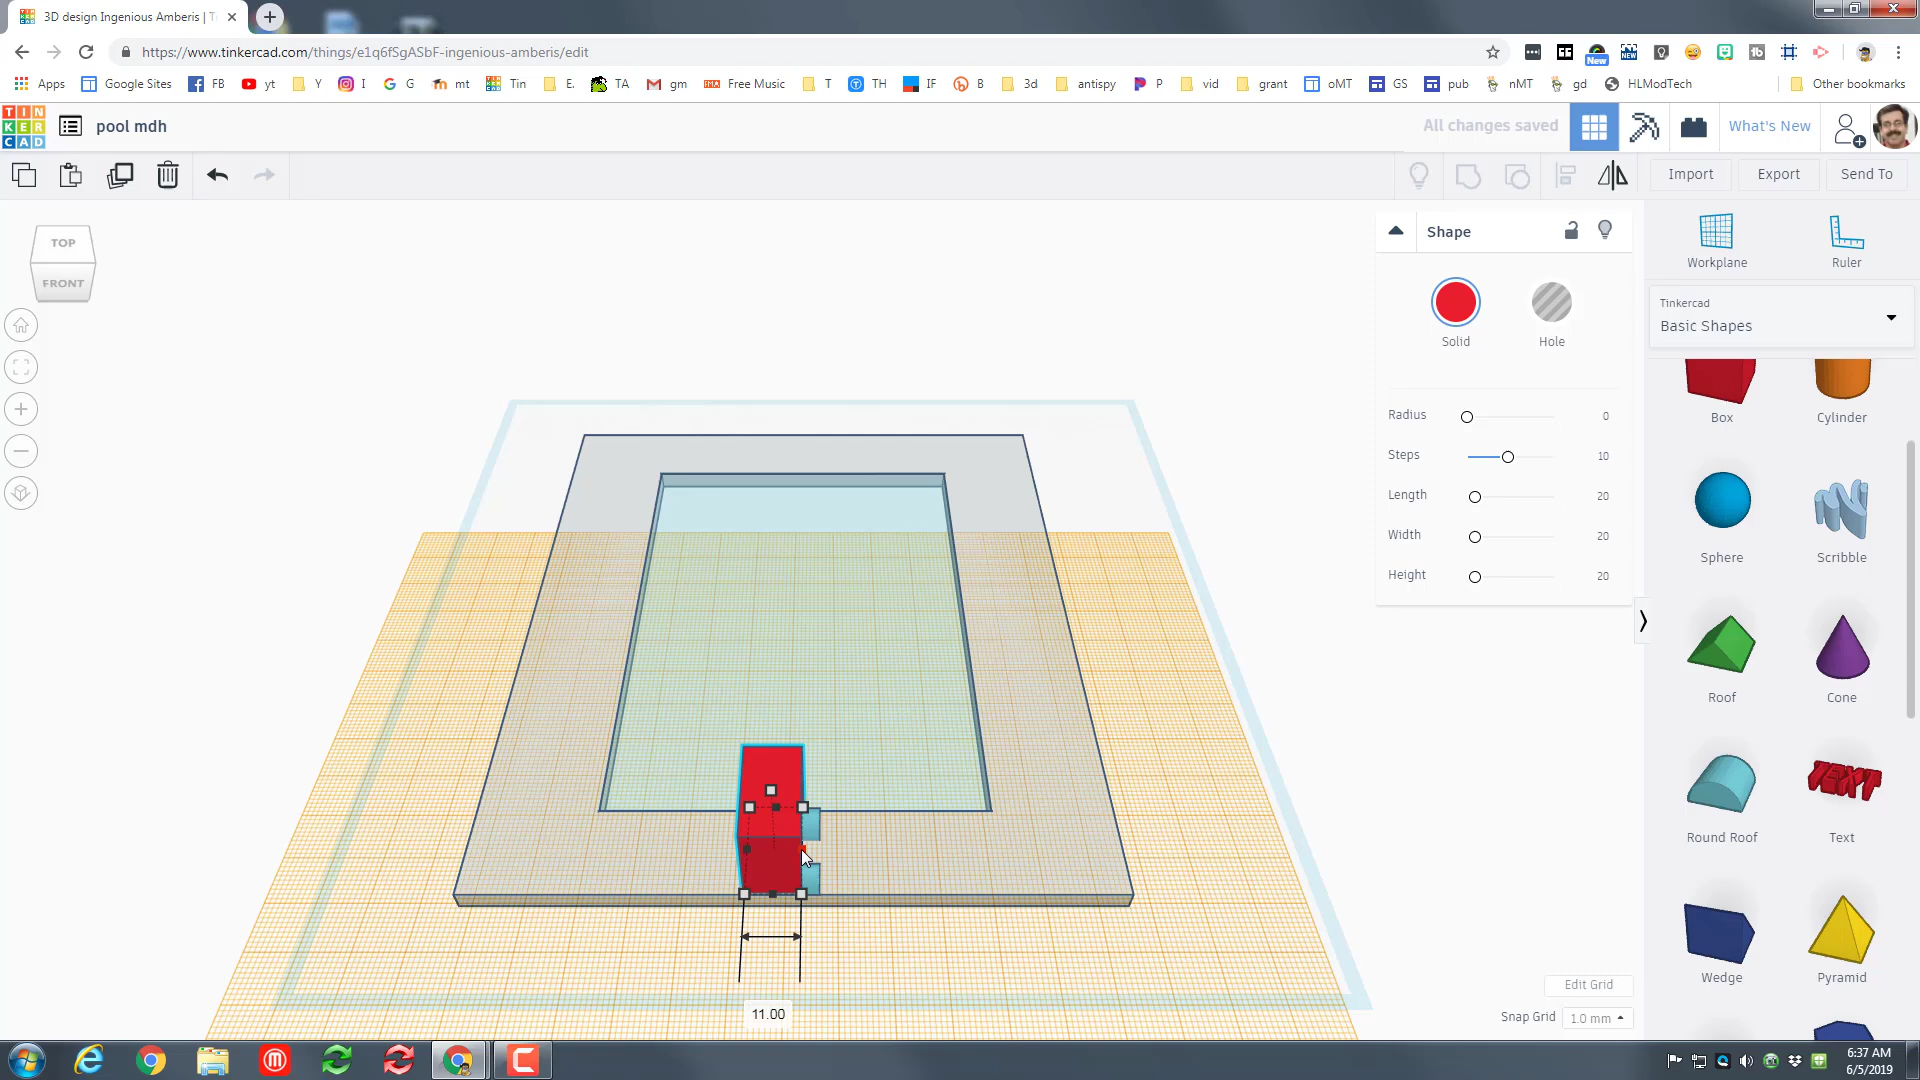 3D design Ingenious Amberis | T
https://www.tinkercad.com/things/e1q6fSgASbF-ingenious-amberis/edit
New
Apps Google Sites FB yt Y I G mt Tin E. TA gm Free Music T TH IF B 3d antispy P vid grant oMT GS pub nMT gd HLModTech Other bookmarks
TIN
KER
CAD
pool mdh
All changes saved
What's New
Import Export Send To
TOP
FRONT
Shape
Solid Hole
Radius 0
Steps 10
Length 20
Width 20
Height 20
Workplane Ruler
Tinkercad
Basic Shapes
Box Cylinder
Sphere Scribble
Roof Cone
TEXT
Round Roof Text
Wedge Pyramid
11.00
Edit Grid
Snap Grid 1.0 mm
6:37 AM
6/5/2019